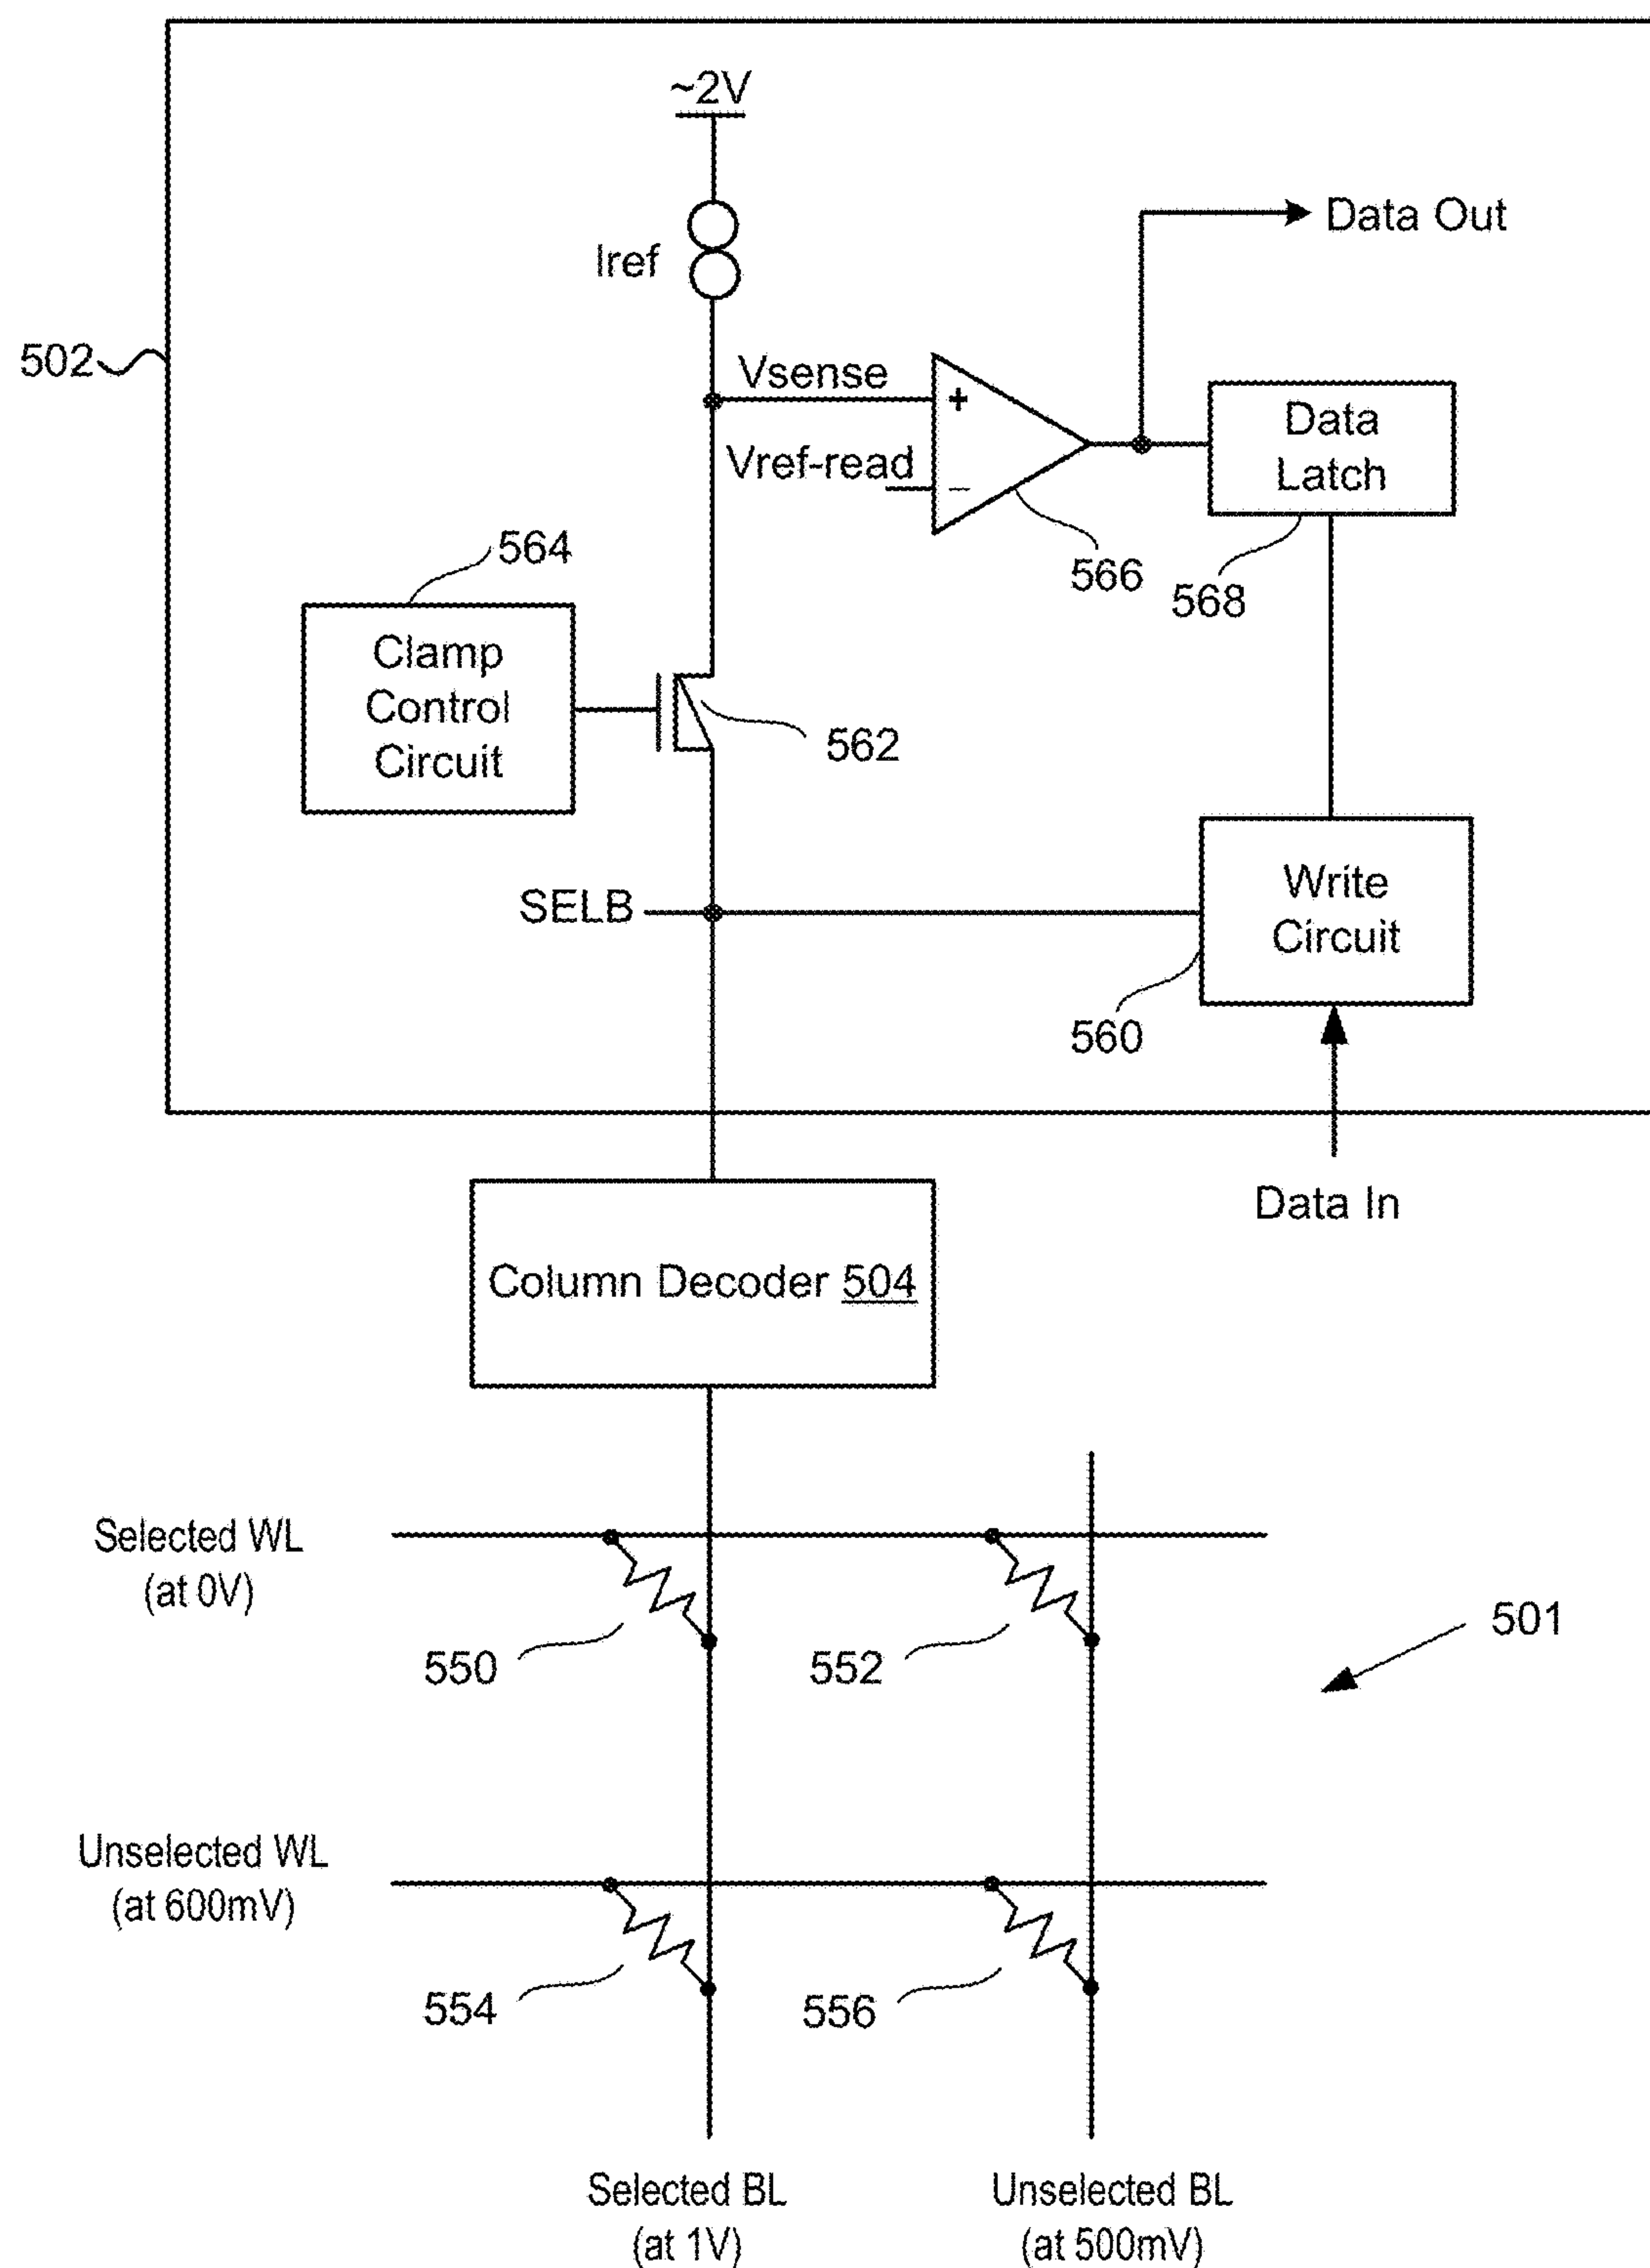 ~2V
Iref
Data Out
502
Vsense
+
Vref-read
−
Data
Latch
566
568
564
Clamp
Control
Circuit
562
SELB
Write
Circuit
560
Data In
Column Decoder 504
Selected WL
(at 0V)
550
552
501
Unselected WL
(at 600mV)
554
556
Selected BL
(at 1V)
Unselected BL
(at 500mV)